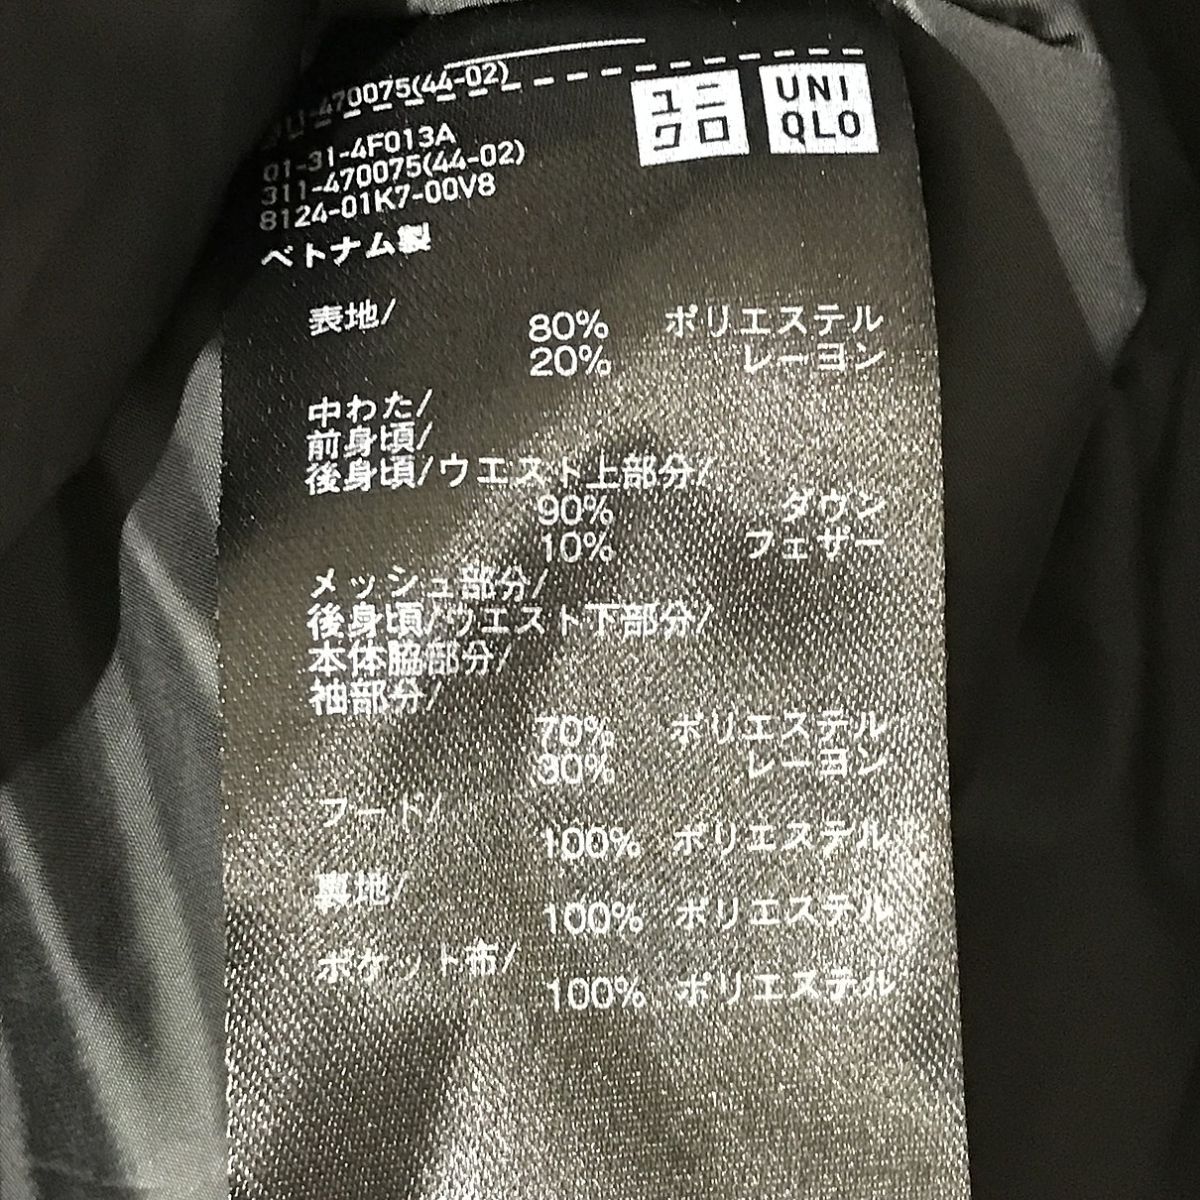 ユニ
クロ
UNI
QLO
470075(44-02)
01-31-4F013A
311-470075(44-02)
8124-01K7-00V8
ベトナム製
表地/
80% ポリエステル
20% レーヨン
中わた/
前身頃/
後身頃/ウエスト上部分/
90% ダウン
10% フェザー
メッシュ部分/
後身頃/ウエスト下部分/
本体脇部分/
袖部分/
70% ポリエステル
30% レーヨン
フード/
100% ポリエステル
裏地/
100% ポリエステル
ポケット布/
100% ポリエステル